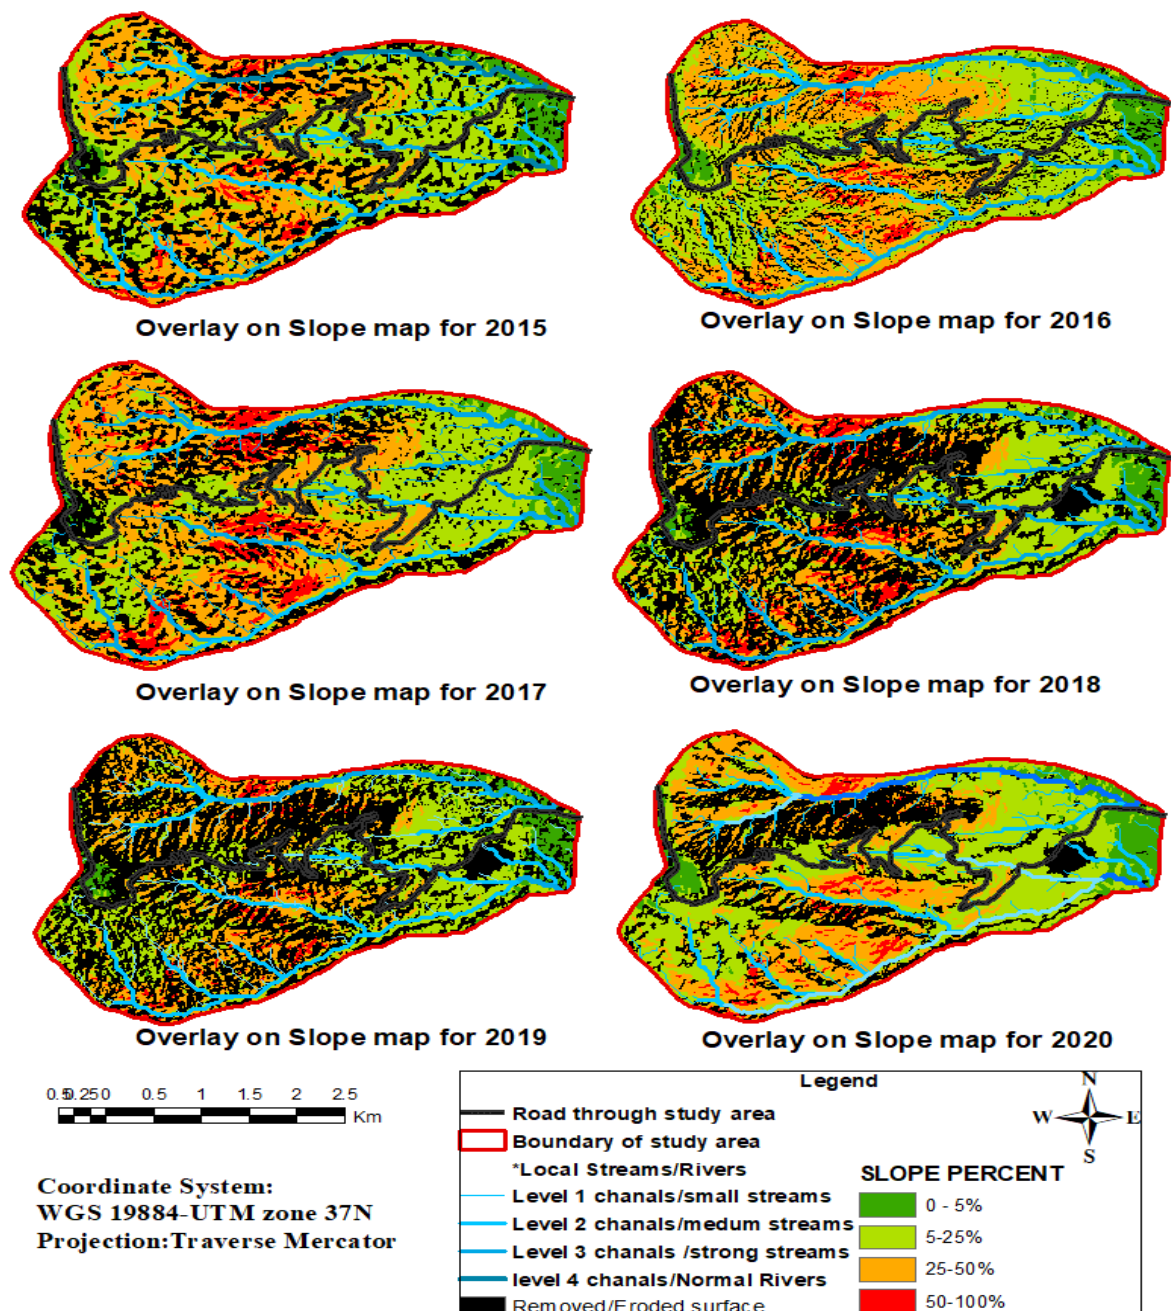 Overlay on Slope map for 2015
Overlay on Slope map for 2016
Overlay on Slope map for 2017
Overlay on Slope map for 2018
Overlay on Slope map for 2019
Overlay on Slope map for 2020
0.5 0.25 0 0.5 1 1.5 2 2.5
Km
Coordinate System:
WGS 19884-UTM zone 37N
Projection:Traverse Mercator
Legend
N
W E
S
Road through study area
Boundary of study area
*Local Streams/Rivers
Level 1 chanals/small streams
Level 2 chanals/medum streams
Level 3 chanals /strong streams
level 4 chanals/Normal Rivers
Removed/Eroded surface
SLOPE PERCENT
0 - 5%
5-25%
25-50%
50-100%